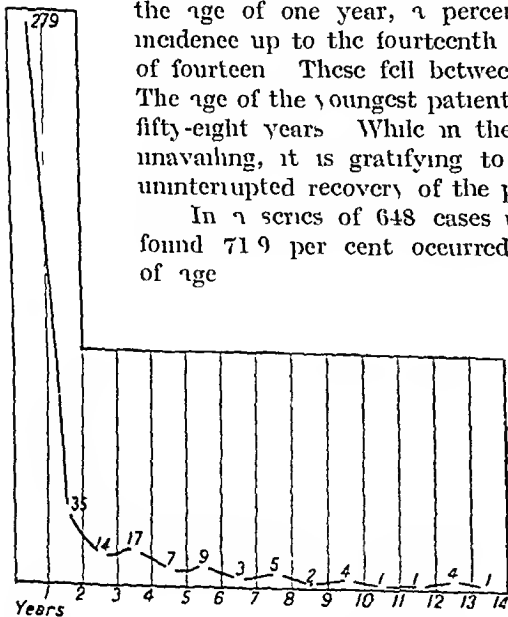 the age of one year, a percen
incidence up to the fourteenth
of fourteen These fell betwee
The age of the youngest patient
fifty-eight years While in the
unavailing, it is gratifying to
uninterrupted recovery of the p
In a series of 648 cases
found 71 9 per cent occurred
of age
279
35
14
17
7
9
3
5
2
4
1
1
4
1
1 2 3 4 5 6 7 8 9 10 11 12 13 14
Years